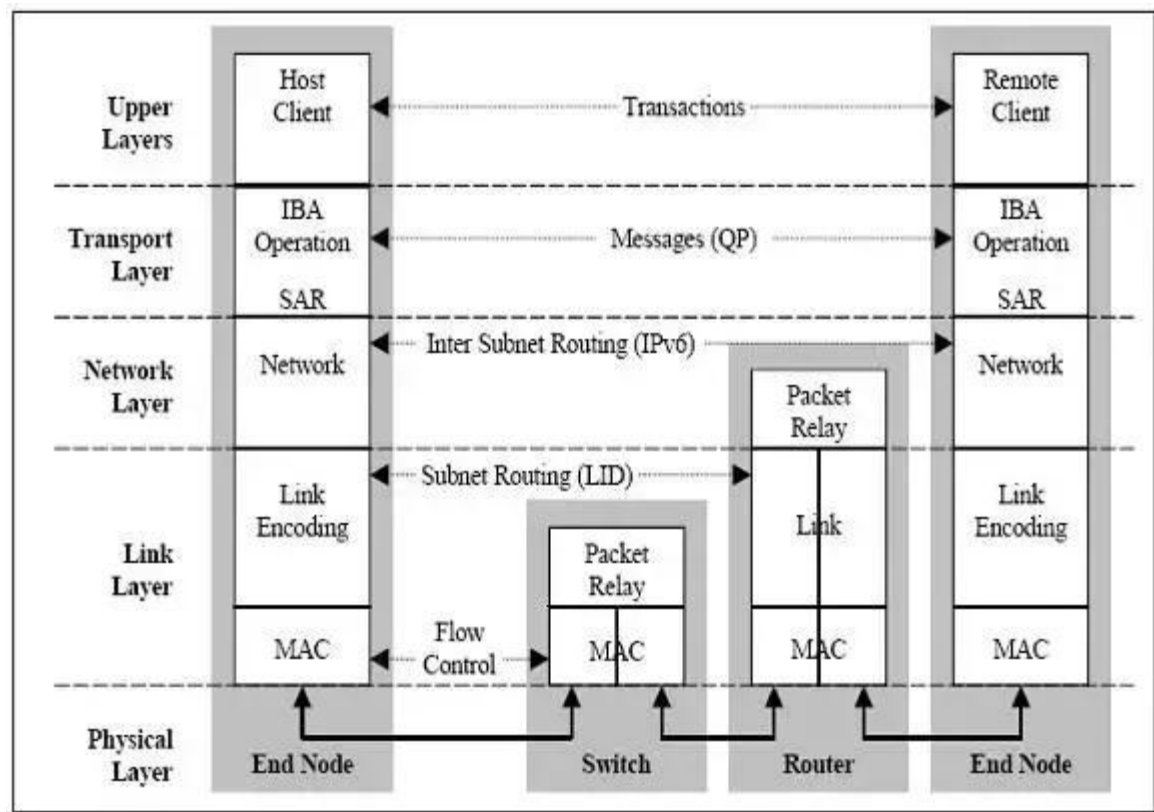 Host
Client
Remote
Client
Upper
Layers
Transactions
IBA
Operation
SAR
Transport
Layer
Messages (QP)
IBA
Operation
SAR
Inter Subnet Routing (IPv6)
Network
Network
Layer
Network
Packet
Relay
Subnet Routing (LID)
Link
Encoding
Link
Link
Encoding
Link
Layer
Packet
Relay
Flow
Control
MAC
MAC
MAC
MAC
Physical
Layer
End Node
Switch
Router
End Node